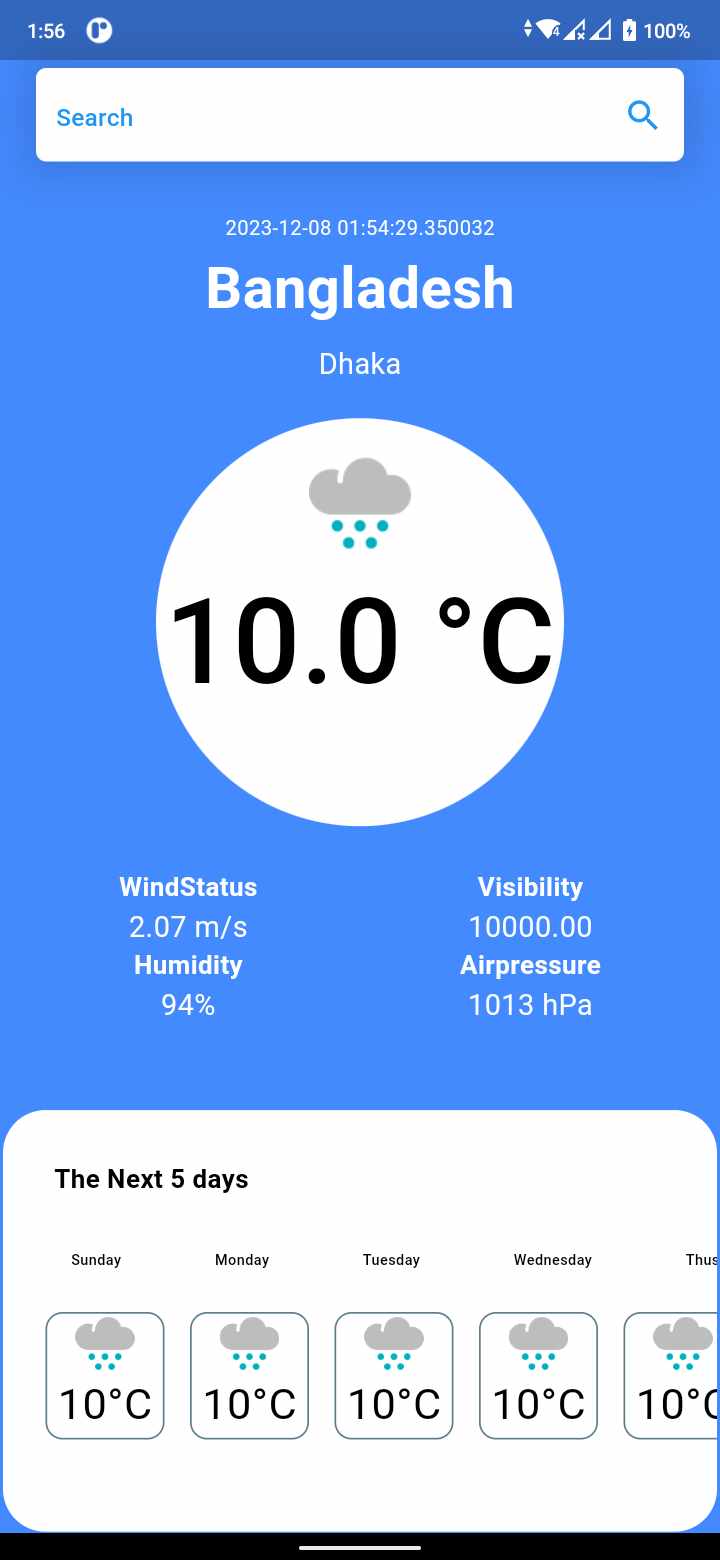 1:56 4 100%
Search
2023-12-08 01:54:29.350032
Bangladesh
Dhaka
10.0 °C
WindStatus Visibility
2.07 m/s 10000.00
Humidity Airpressure
94% 1013 hPa
The Next 5 days
Sunday Monday Tuesday Wednesday Thus
10°C 10°C 10°C 10°C 10°C